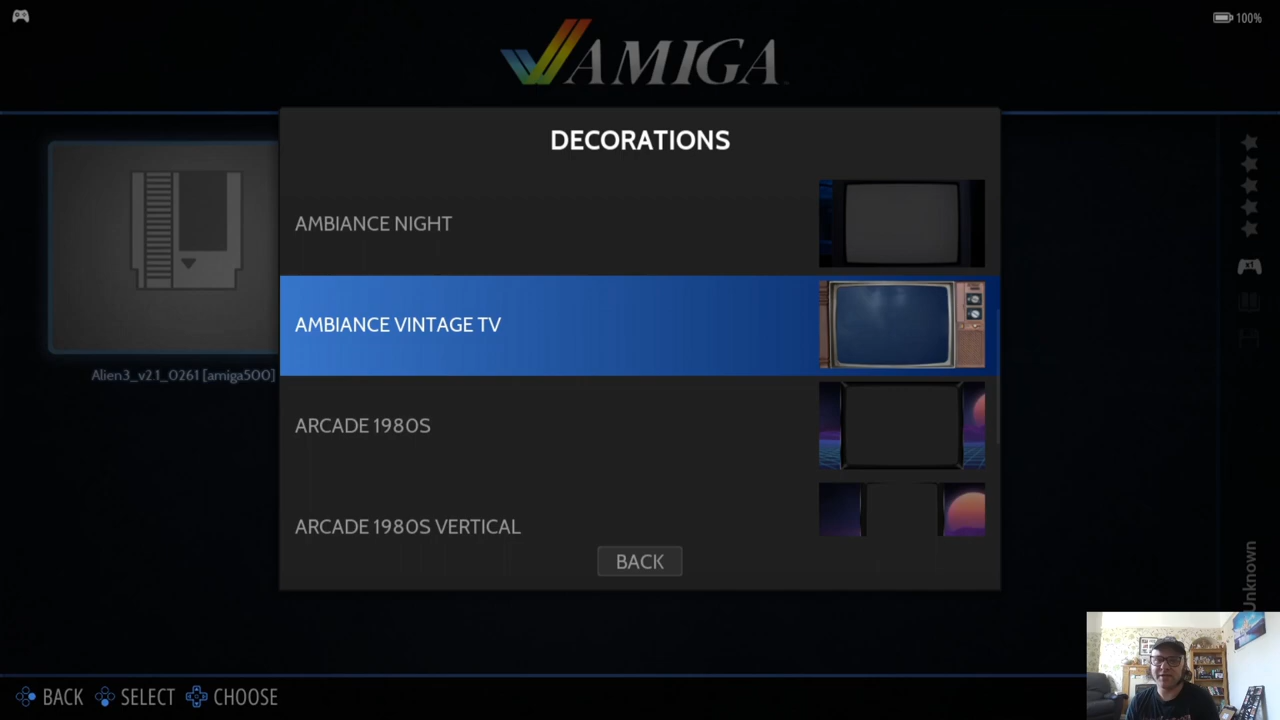 100%
AMIGA
DECORATIONS
AMBIANCE NIGHT
AMBIANCE VINTAGE TV
Alien3_v2.1_0261 [amiga500]
ARCADE 1980S
ARCADE 1980S VERTICAL
BACK
Unknown
BACK SELECT CHOOSE